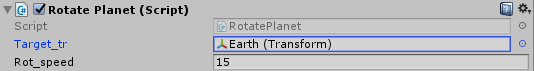 Rotate Planet (Script)
Script RotatePlanet
Target_tr Earth (Transform)
Rot_speed 15